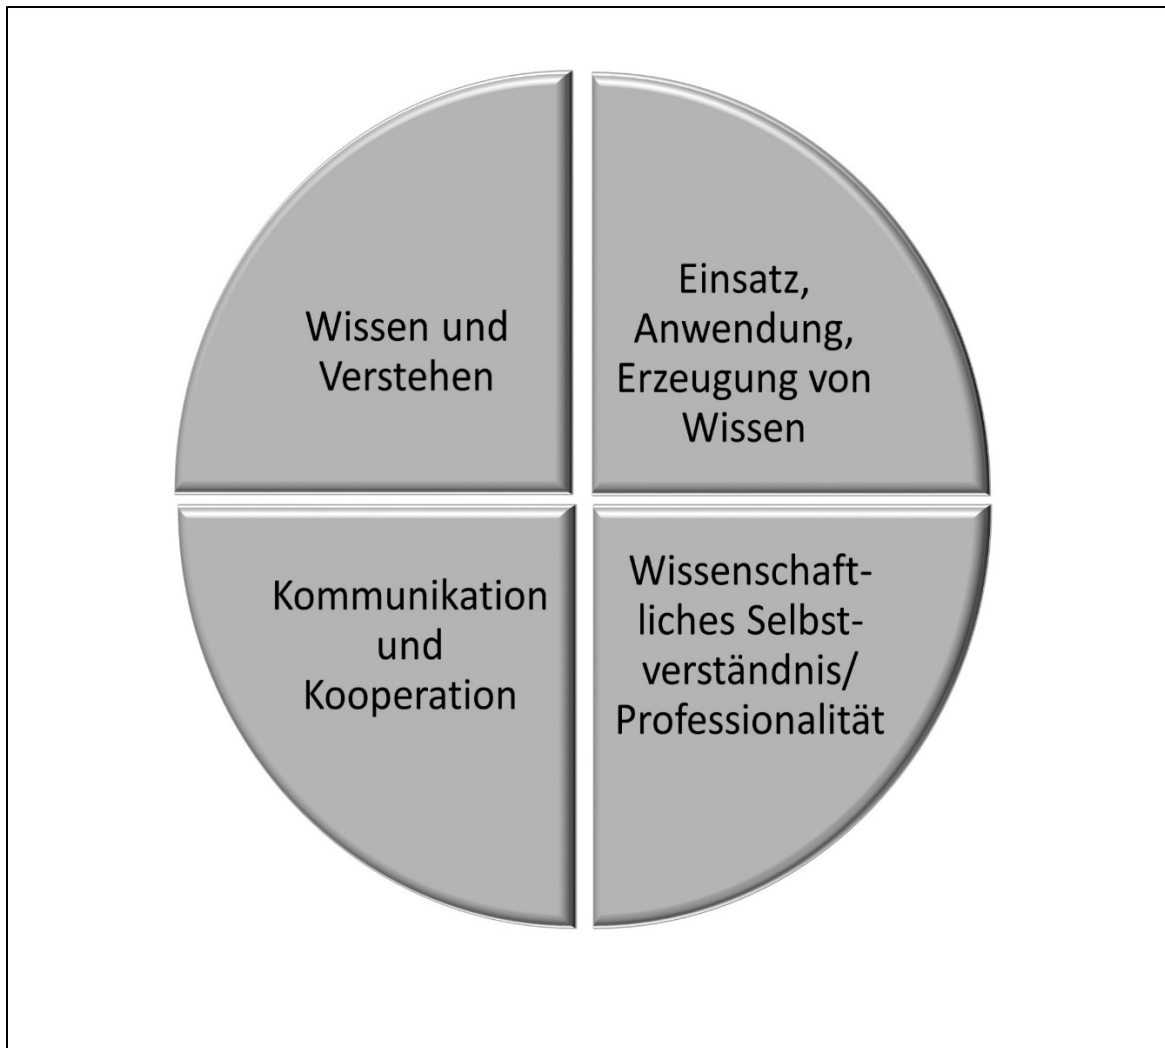 Wissen und
Verstehen
Einsatz,
Anwendung,
Erzeugung von
Wissen
Kommunikation
und
Kooperation
Wissenschaft-
liches Selbst-
verständnis/
Professionalität